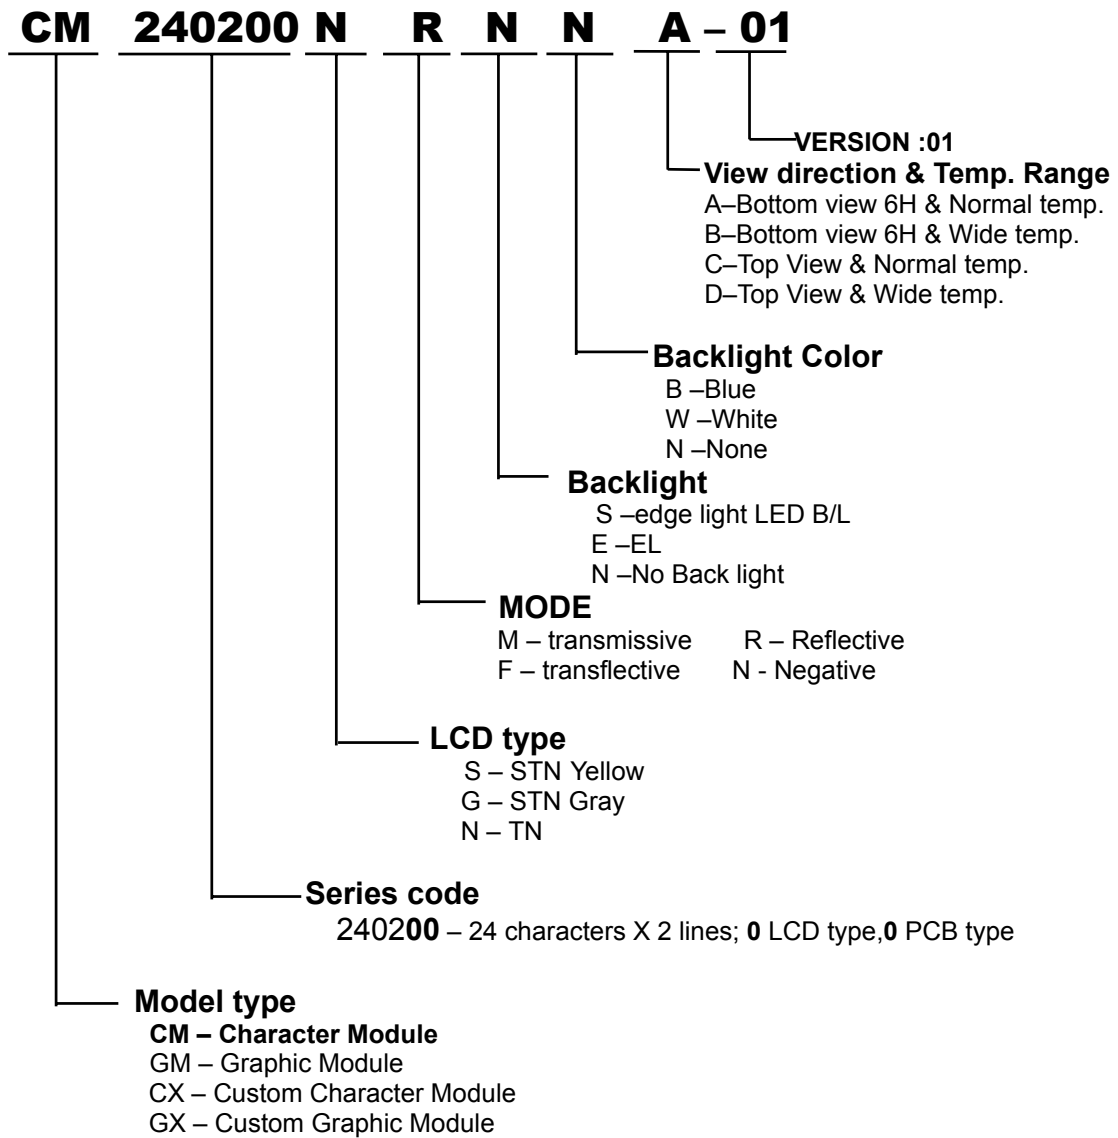 CM 240200 N R N N A – 01
VERSION :01
View direction & Temp. Range
A–Bottom view 6H & Normal temp.
B–Bottom view 6H & Wide temp.
C–Top View & Normal temp.
D–Top View & Wide temp.
Backlight Color
B –Blue
W –White
N –None
Backlight
S –edge light LED B/L
E –EL
N –No Back light
MODE
M – transmissive R – Reflective
F – transflective N - Negative
LCD type
S – STN Yellow
G – STN Gray
N – TN
Series code
240200 – 24 characters X 2 lines; 0 LCD type,0 PCB type
Model type
CM – Character Module
GM – Graphic Module
CX – Custom Character Module
GX – Custom Graphic Module